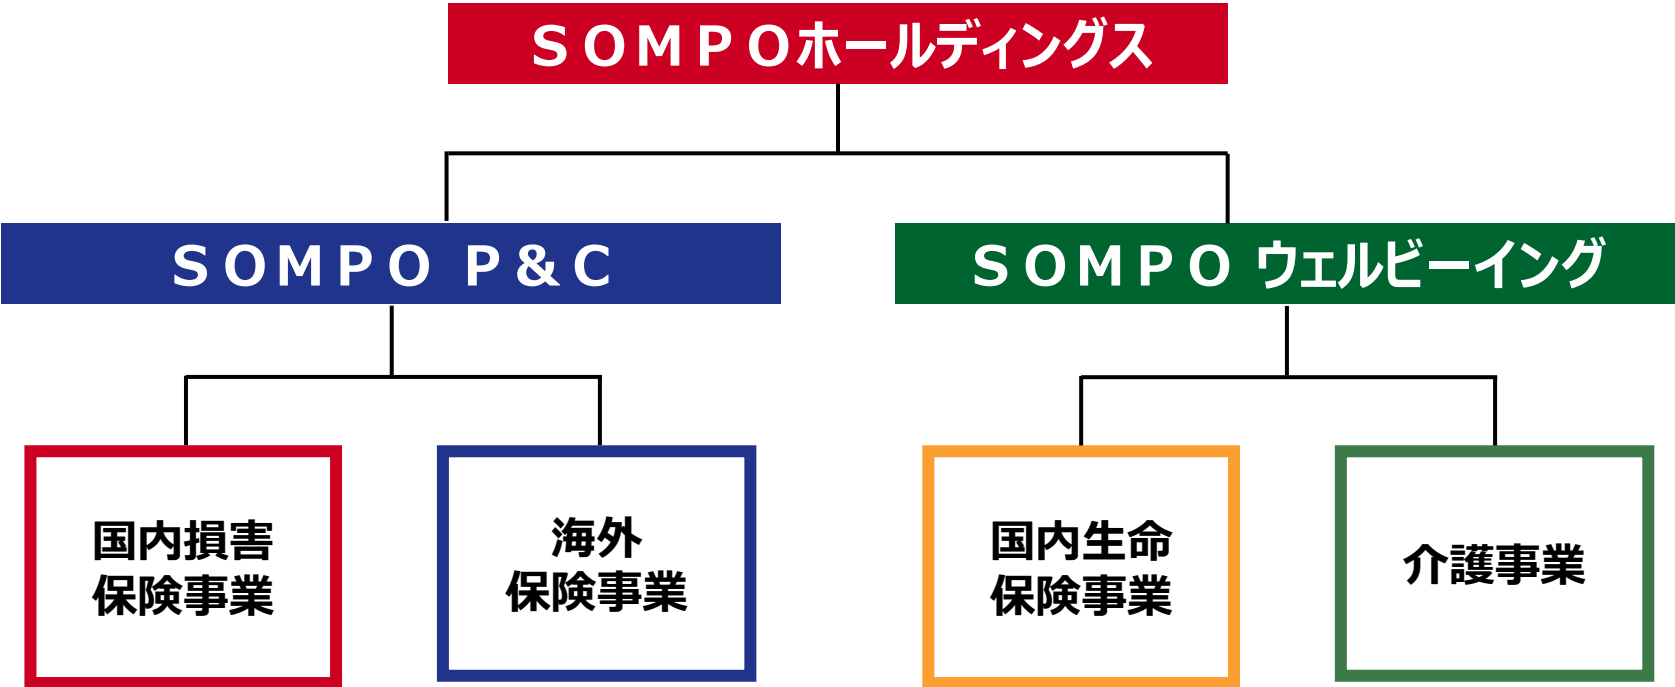 ＳＯＭＰＯホールディングス
ＳＯＭＰＯ Ｐ＆Ｃ
ＳＯＭＰＯ ウェルビーイング
国内損害
保険事業
海外
保険事業
国内生命
保険事業
介護事業